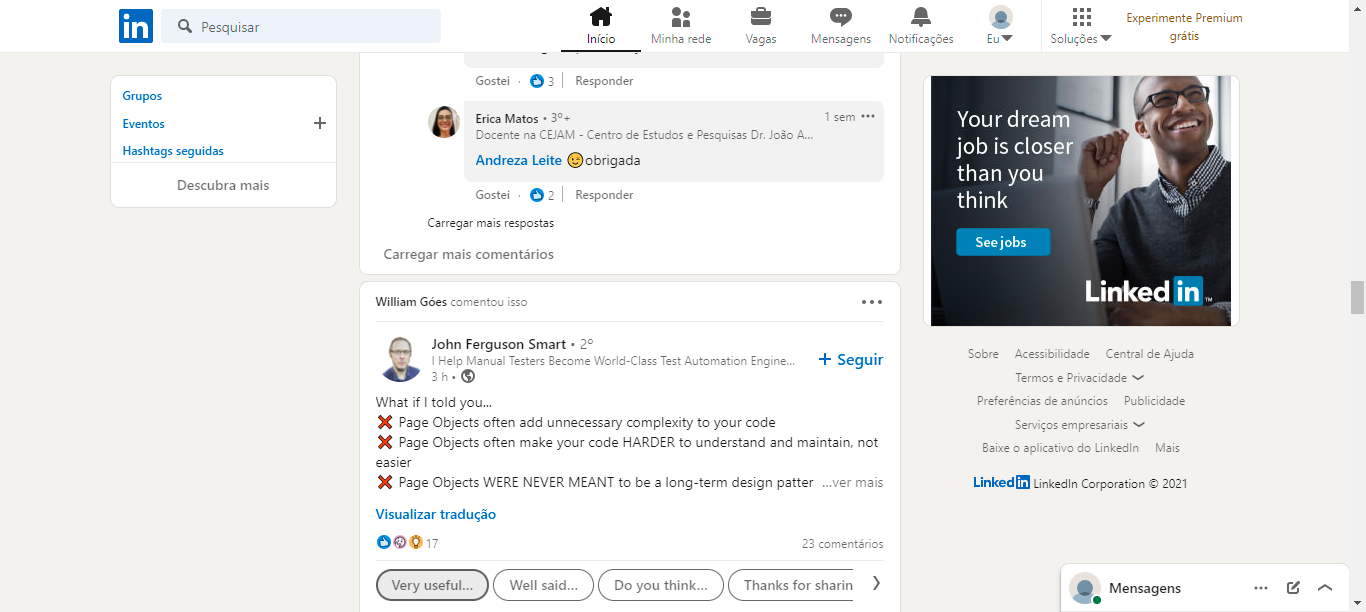 in
Pesquisar
Início
Minha rede
Vagas
Mensagens
Notificações
Eu
Soluções
Experimente Premium
grátis
Grupos
Eventos
Hashtags seguidas
Descubra mais
Gostei · 3 | Responder
Erica Matos • 3º+
1 sem •••
Docente na CEJAM - Centro de Estudos e Pesquisas Dr. João A...
Andreza Leite 😉obrigada
Gostei · 2 | Responder
Carregar mais respostas
Carregar mais comentários
William Góes comentou isso
John Ferguson Smart • 2º
I Help Manual Testers Become World-Class Test Automation Engine...
3 h •
+ Seguir
What if I told you...
❌ Page Objects often add unnecessary complexity to your code
❌ Page Objects often make your code HARDER to understand and maintain, not
easier
❌ Page Objects WERE NEVER MEANT to be a long-term design patter ...ver mais
Visualizar tradução
17
23 comentários
Very useful...
Well said...
Do you think...
Thanks for sharin
Your dream
job is closer
than you
think
See jobs
Linked in ™
Sobre Acessibilidade Central de Ajuda
Termos e Privacidade
Preferências de anúncios Publicidade
Serviços empresariais
Baixe o aplicativo do LinkedIn Mais
Linked in LinkedIn Corporation © 2021
Mensagens